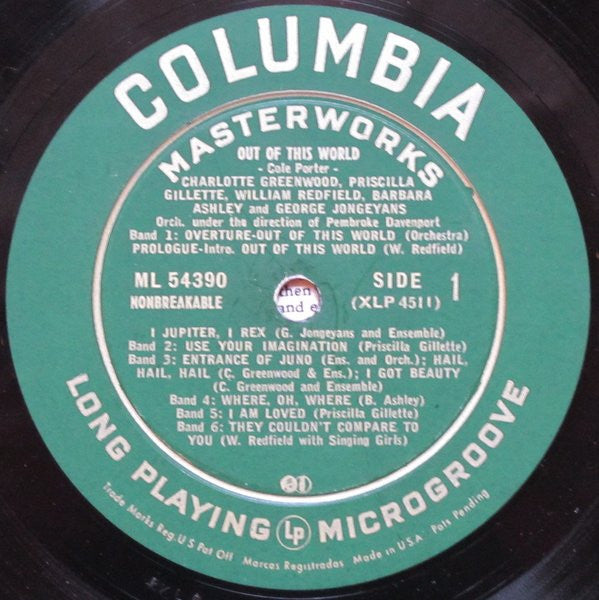 COLUMBIA
MASTERWORKS
OUT OF THIS WORLD
- Cole Porter -
CHARLOTTE GREENWOOD, PRISCILLA
GILLETTE, WILLIAM REDFIELD, BARBARA
ASHLEY and GEORGE JONGEYANS
Orch. under the direction of Pembroke Davenport
Band 1: OVERTURE-OUT OF THIS WORLD (Orchestra)
PROLOGUE-Intro. OUT OF THIS WORLD (W. Redfield)
ML 54390
NONBREAKABLE
then
and e
SIDE 1
(XLP 4511)
I JUPITER, I REX (G. Jongeyans and Ensemble)
Band 2: USE YOUR IMAGINATION (Priscilla Gillette)
Band 3: ENTRANCE OF JUNO (Ens. and Orch.); HAIL,
HAIL, HAIL (C. Greenwood & Ens.); I GOT BEAUTY
(C. Greenwood and Ensemble)
Band 4: WHERE, OH, WHERE (B. Ashley)
Band 5: I AM LOVED (Priscilla Gillette)
Band 6: THEY COULDN'T COMPARE TO
YOU (W. Redfield with Singing Girls)
LONG PLAYING Lp MICROGROOVE
Trade Marks Reg. U S Pat Off Marcas Registradas Made in U.S.A. Pats Pending